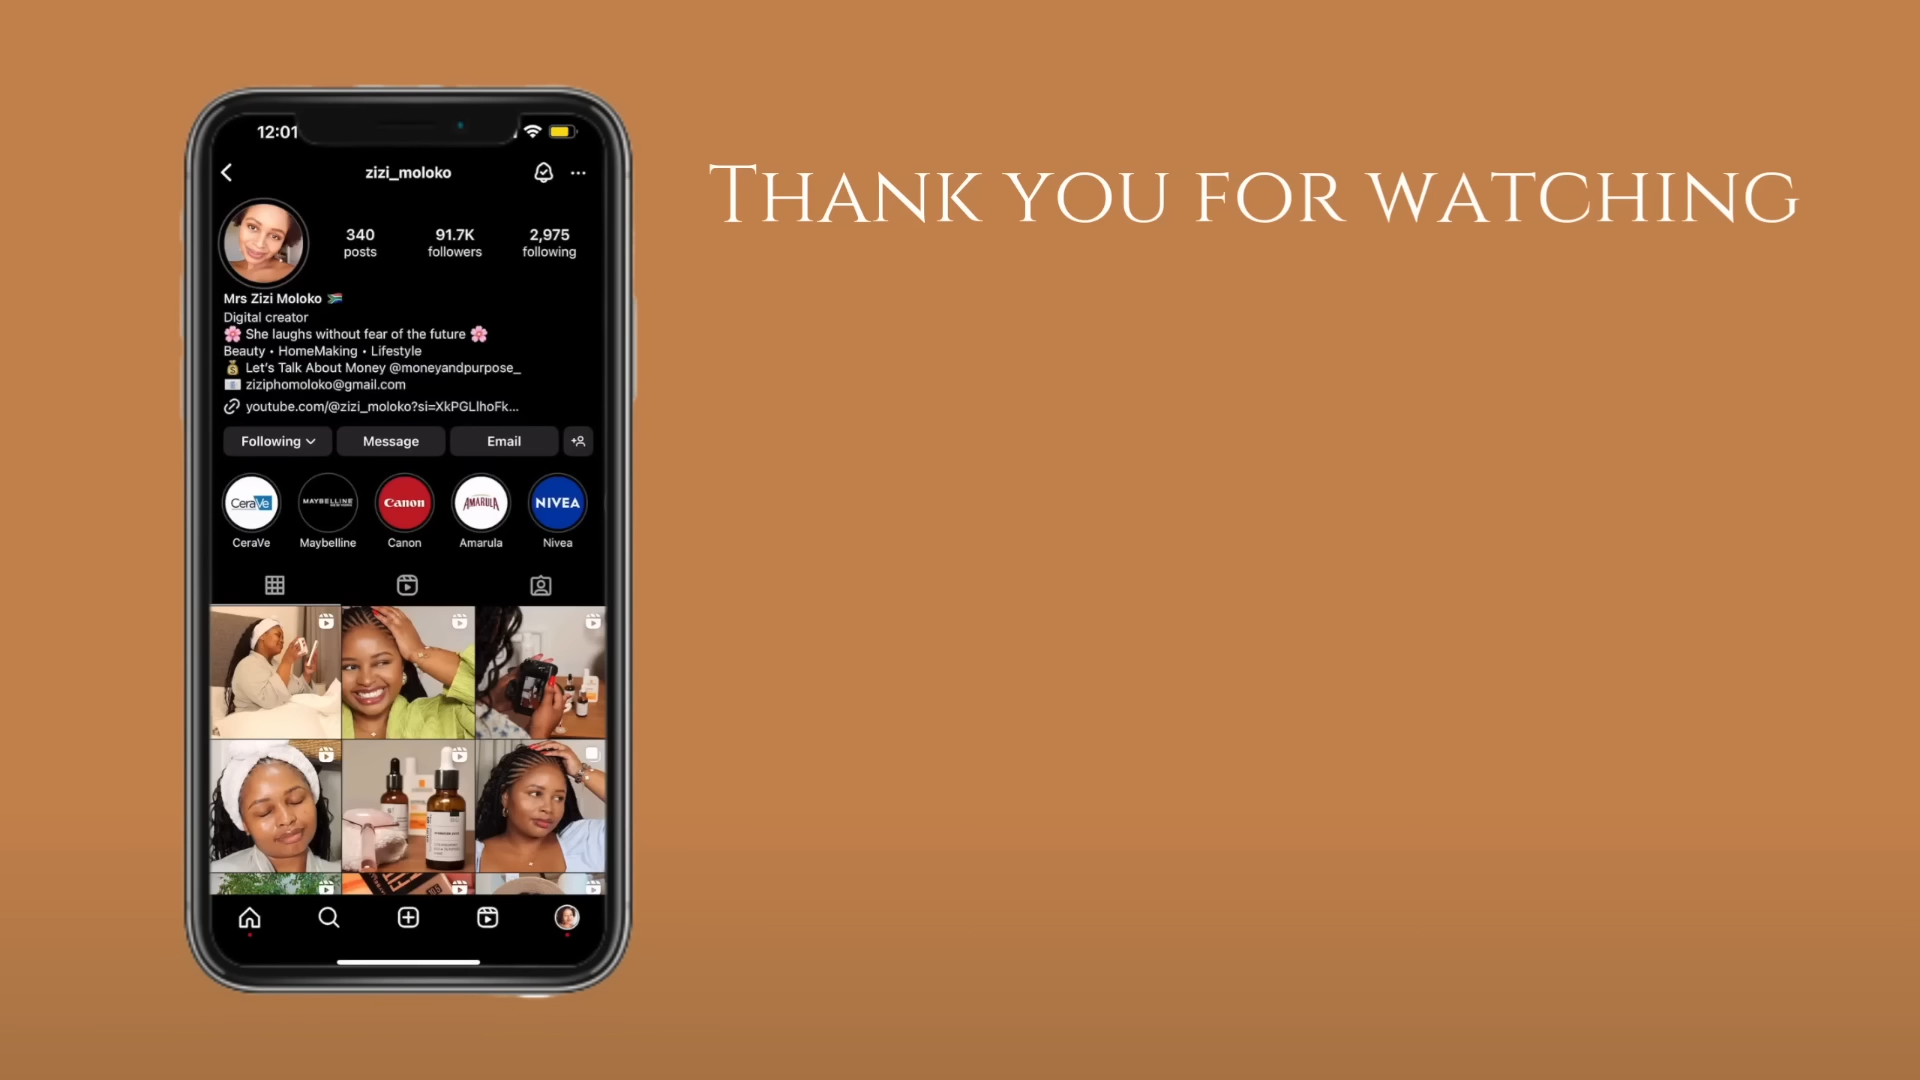 12:01
zizi_moloko
340
posts
91.7K
followers
2,975
following
Mrs Zizi Moloko 🇿🇦
Digital creator
🌸 She laughs without fear of the future 🌸
Beauty • HomeMaking • Lifestyle
💰 Let's Talk About Money @moneyandpurpose_
📧 ziziphomoloko@gmail.com
youtube.com/@zizi_moloko?si=XkPGLlhoFk...
Following
Message
Email
CeraVe
MAYBELLINE
Canon
AMARULA
NIVEA
CeraVe
Maybelline
Canon
Amarula
Nivea
THANK YOU FOR WATCHING